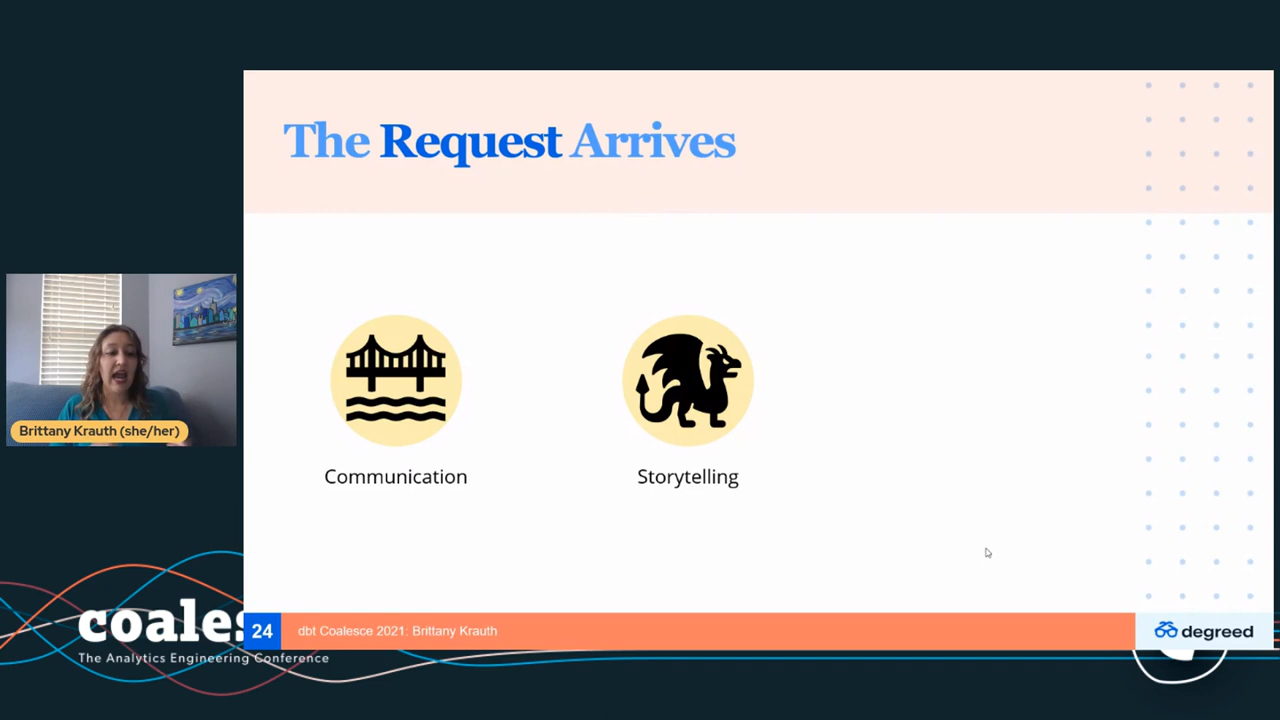 The Request Arrives
Communication
Storytelling
Brittany Krauth (she/her)
coales
The Analytics Engineering Conference
24
dbt Coalesce 2021: Brittany Krauth
degreed